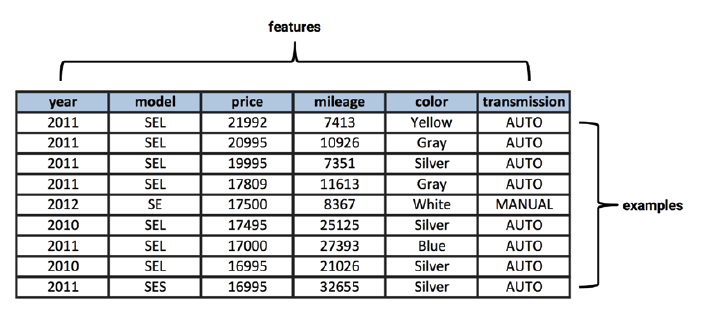 features
year model price mileage color transmission
2011 SEL 21992 7413 Yellow AUTO
2011 SEL 20995 10926 Gray AUTO
2011 SEL 19995 7351 Silver AUTO
2011 SEL 17809 11613 Gray AUTO
2012 SE 17500 8367 White MANUAL
2010 SEL 17495 25125 Silver AUTO
2011 SEL 17000 27393 Blue AUTO
2010 SEL 16995 21026 Silver AUTO
2011 SES 16995 32655 Silver AUTO
examples